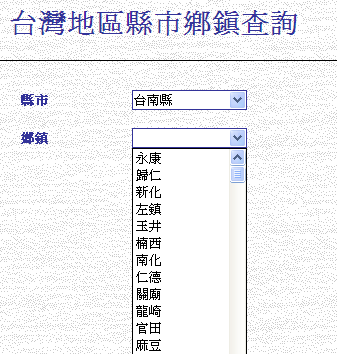 台灣地區縣市鄉鎮查詢
縣市 台南縣
鄉鎮
永康
歸仁
新化
左鎮
玉井
楠西
南化
仁德
關廟
龍崎
官田
麻豆